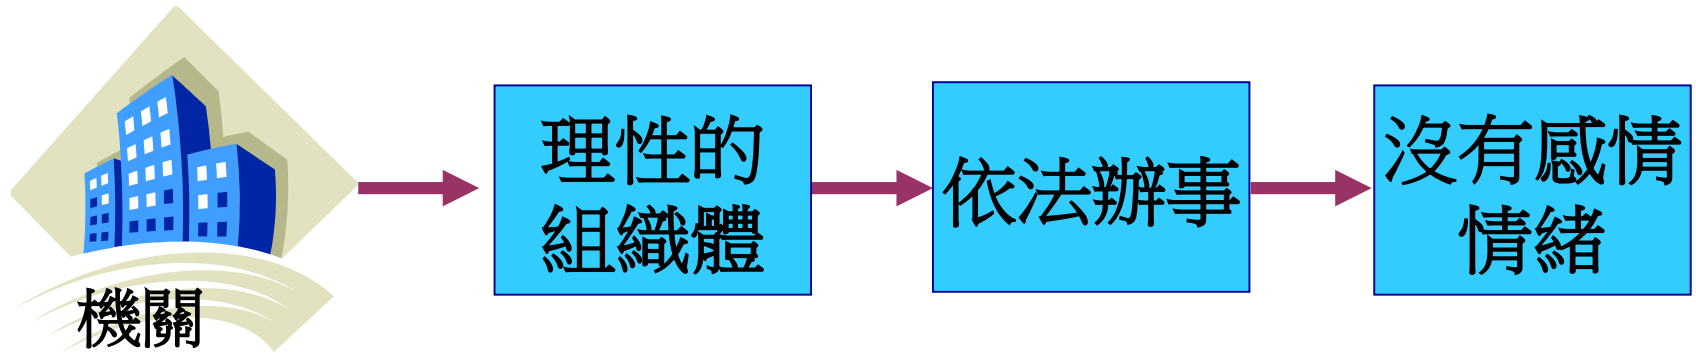 機關
理性的
組織體
依法辦事
沒有感情
情緒